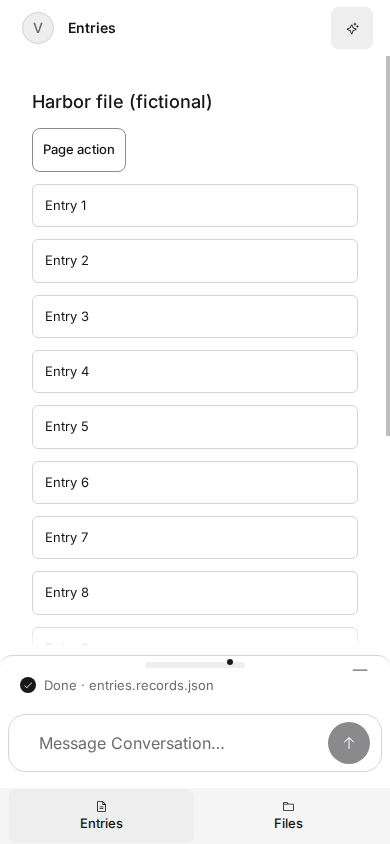 V
Entries
Harbor file (fictional)
Page action
Entry 1
Entry 2
Entry 3
Entry 4
Entry 5
Entry 6
Entry 7
Entry 8
Done · entries.records.json
Message Conversation...
Entries
Files